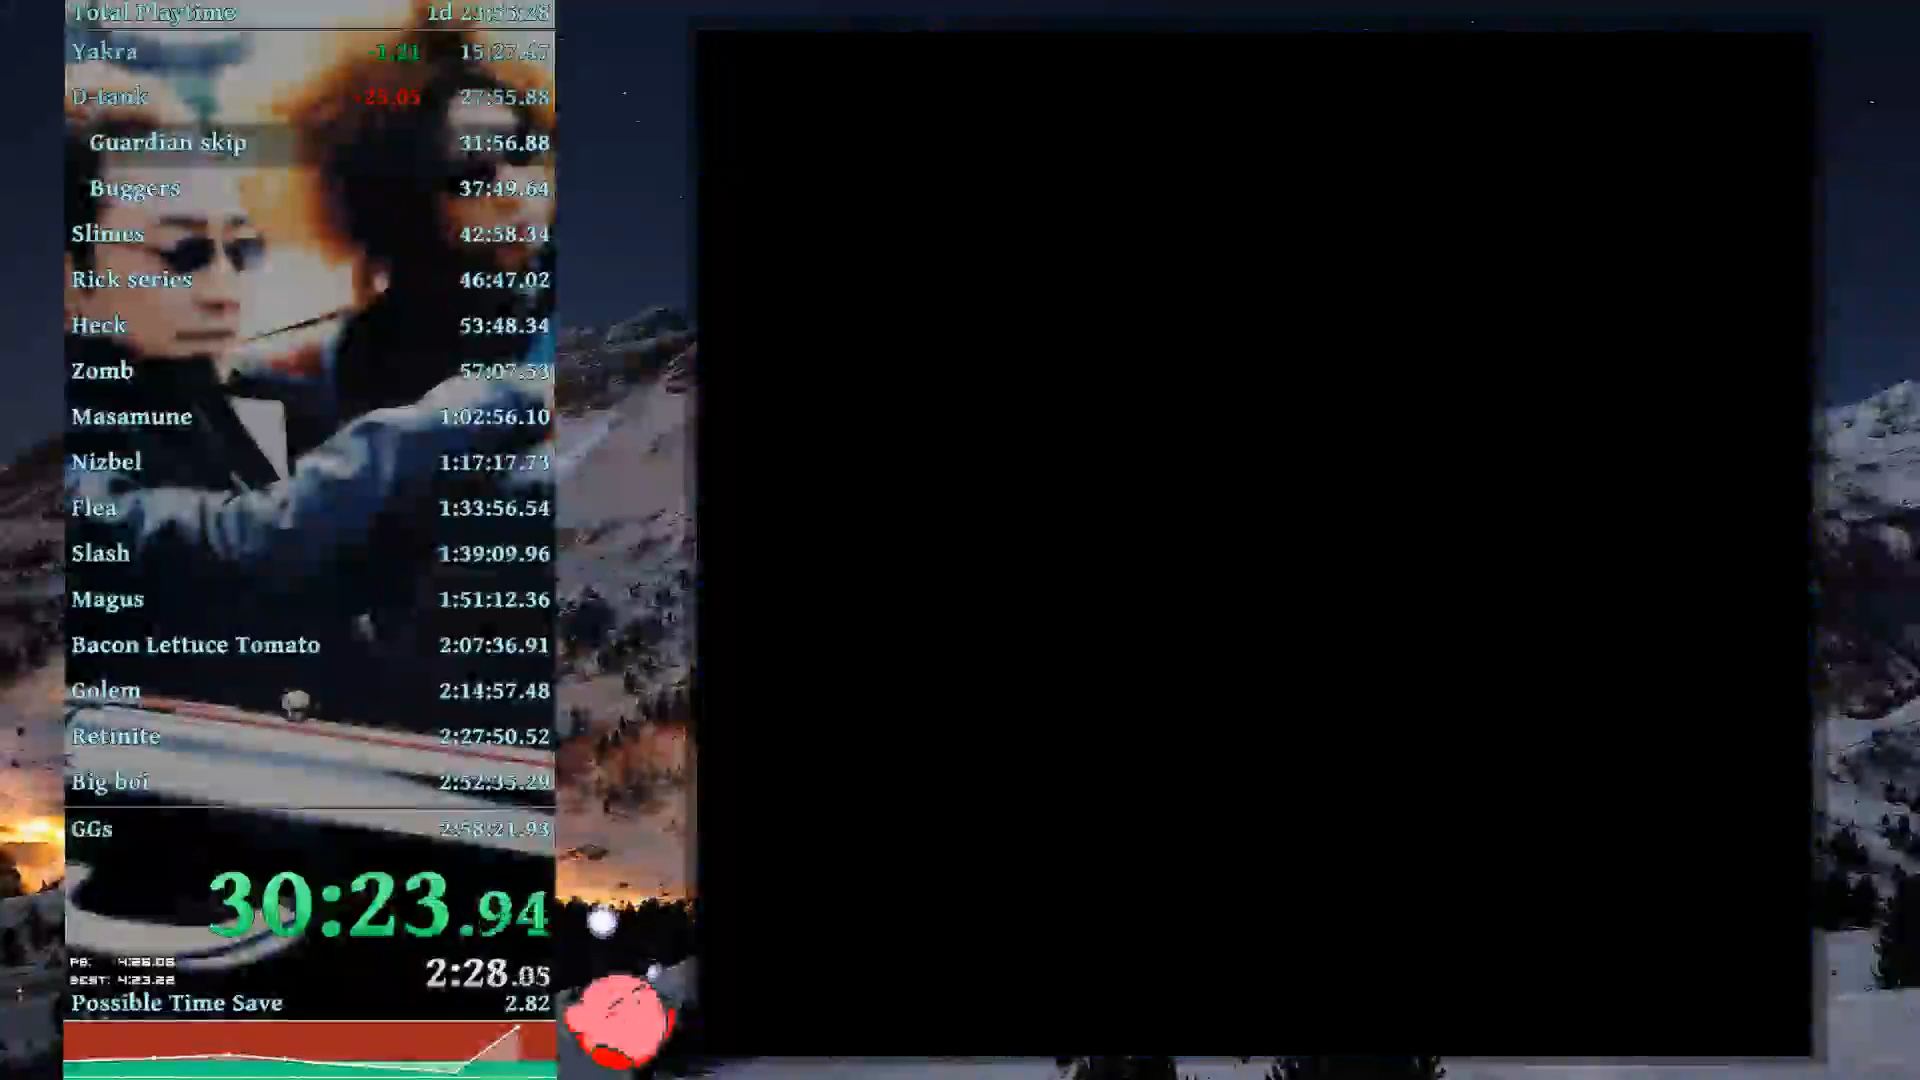 Total Playtime 1d 23:55:28
Yakra -1.21 15:27.47
D-tank -25.05 27:55.88
Guardian skip 31:56.88
Buggers 37:49.64
Slimes 42:58.34
Rick series 46:47.02
Heck 53:48.34
Zomb 57:07.53
Masamune 1:02:56.10
Nizbel 1:17:17.73
Flea 1:33:56.54
Slash 1:39:09.96
Magus 1:51:12.36
Bacon Lettuce Tomato 2:07:36.91
Golem 2:14:57.48
Retinite 2:27:50.52
Big boi 2:52:35.29
GGs 2:58:21.93
30:23.94
PB: 4:26.06
BEST: 4:23.22
2:28.05
Possible Time Save 2.82